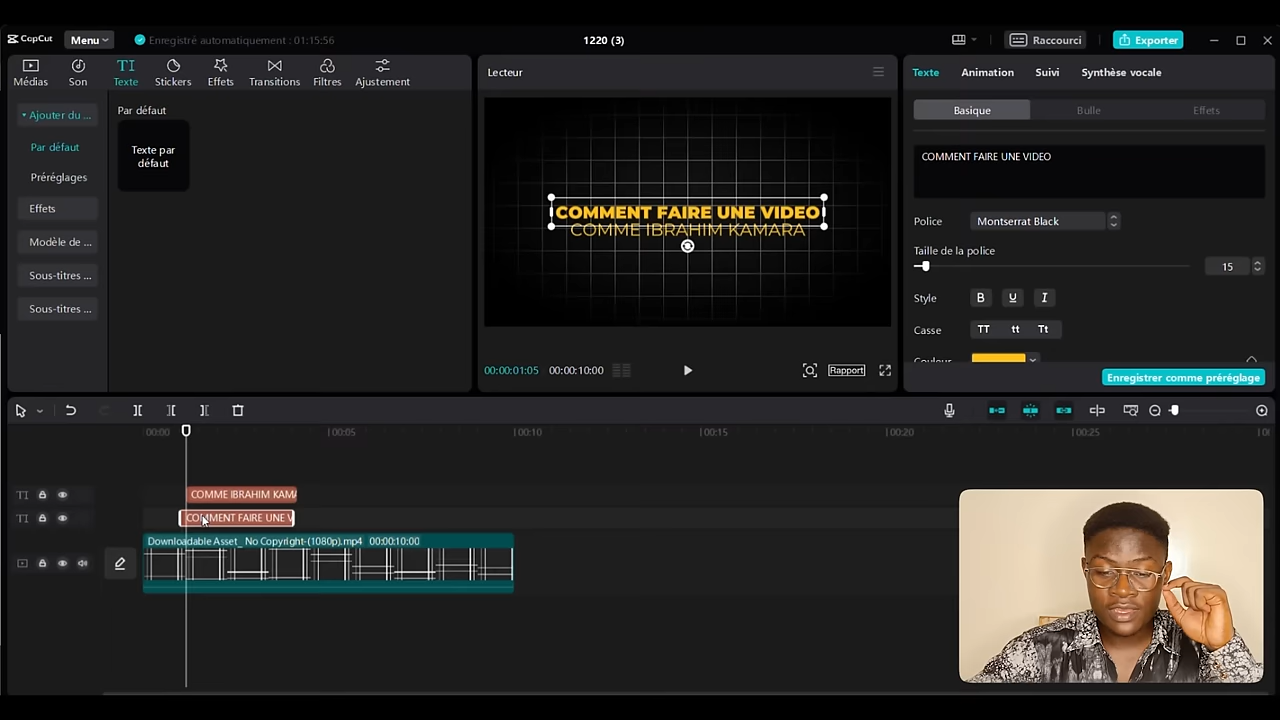 CapCut
Menu
Enregistré automatiquement : 01:15:56
1220 (3)
Raccourci
Exporter
Médias
Son
TI
Texte
Stickers
Effets
Transitions
Filtres
Ajustement
Ajouter du ...
Par défaut
Préréglages
Effets
Modèle de ...
Sous-titres ...
Sous-titres ...
Par défaut
Texte par
défaut
Lecteur
COMMENT FAIRE UNE VIDEO
COMME IBRAHIM KAMARA
00:00:01:05
00:00:10:00
Rapport
Texte
Animation
Suivi
Synthèse vocale
Basique
Bulle
Effets
COMMENT FAIRE UNE VIDEO
Police
Montserrat Black
Taille de la police
15
Style
B
U
I
Casse
TT
tt
Tt
Couleur
Enregistrer comme préréglage
00:00
00:05
00:10
00:15
00:20
00:25
TI
COMME IBRAHIM KAMA
TI
COMMENT FAIRE UNE V
Downloadable Asset_ No Copyright-(1080p).mp4
00:00:10:00